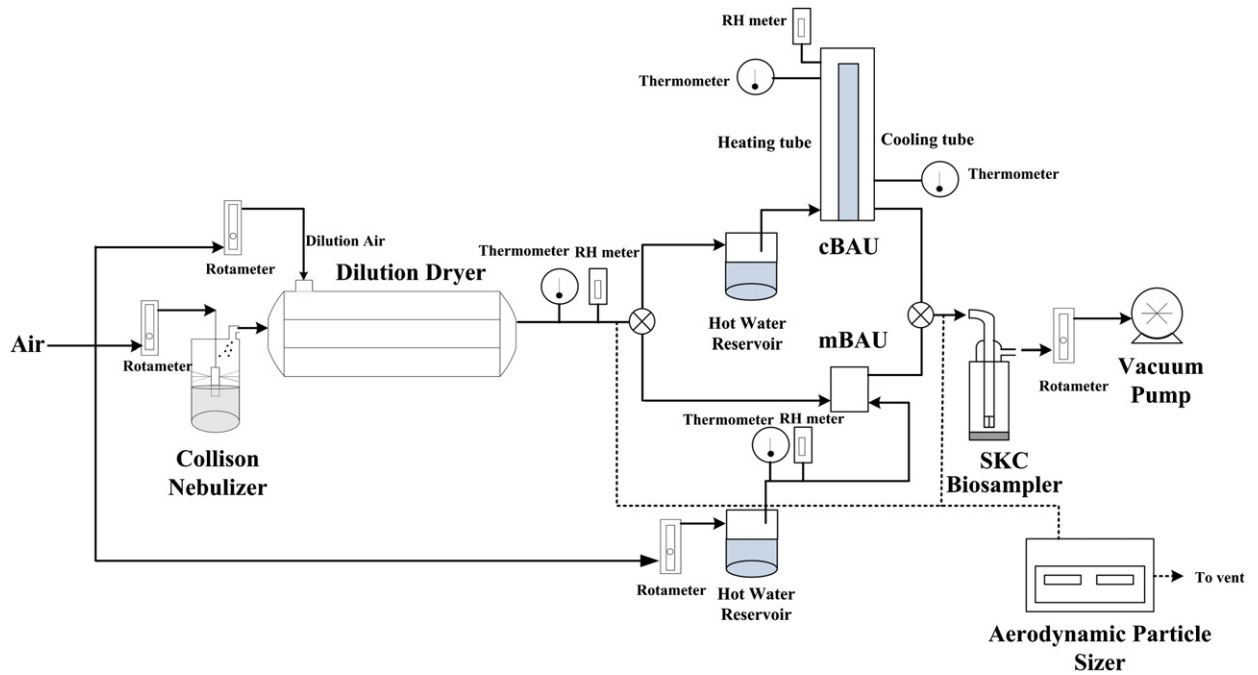 RH meter
Thermometer
Heating tube
Cooling tube
Thermometer
cBAU
Dilution Air
Rotameter
Dilution Dryer
Thermometer
RH meter
Hot Water
Reservoir
Air
Rotameter
Collison
Nebulizer
mBAU
Thermometer
RH meter
SKC
Biosampler
Rotameter
Vacuum
Pump
Rotameter
Hot Water
Reservoir
To vent
Aerodynamic Particle
Sizer